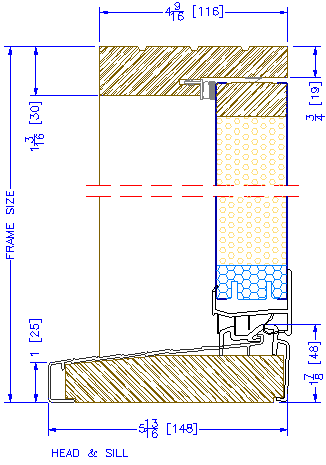 4 9/16 [116]
1 3/16 [30]
3/4 [19]
FRAME SIZE
1 [25]
1 7/8 [48]
5 13/16 [148]
HEAD & SILL